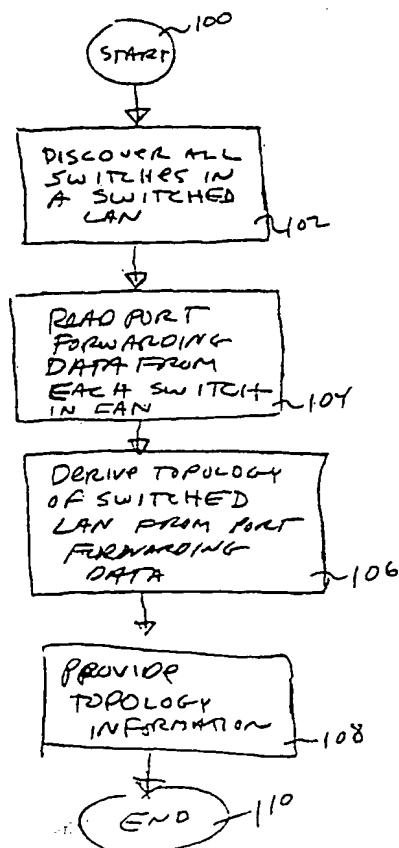 100
START
DISCOVER ALL
SWITCHES IN
A SWITCHED
LAN
102
READ PORT
FORWARDING
DATA FROM
EACH SWITCH
IN LAN
104
DERIVE TOPOLOGY
OF SWITCHED
LAN FROM PORT
FORWARDING
DATA
106
PROVIDE
TOPOLOGY
INFORMATION
108
END
110